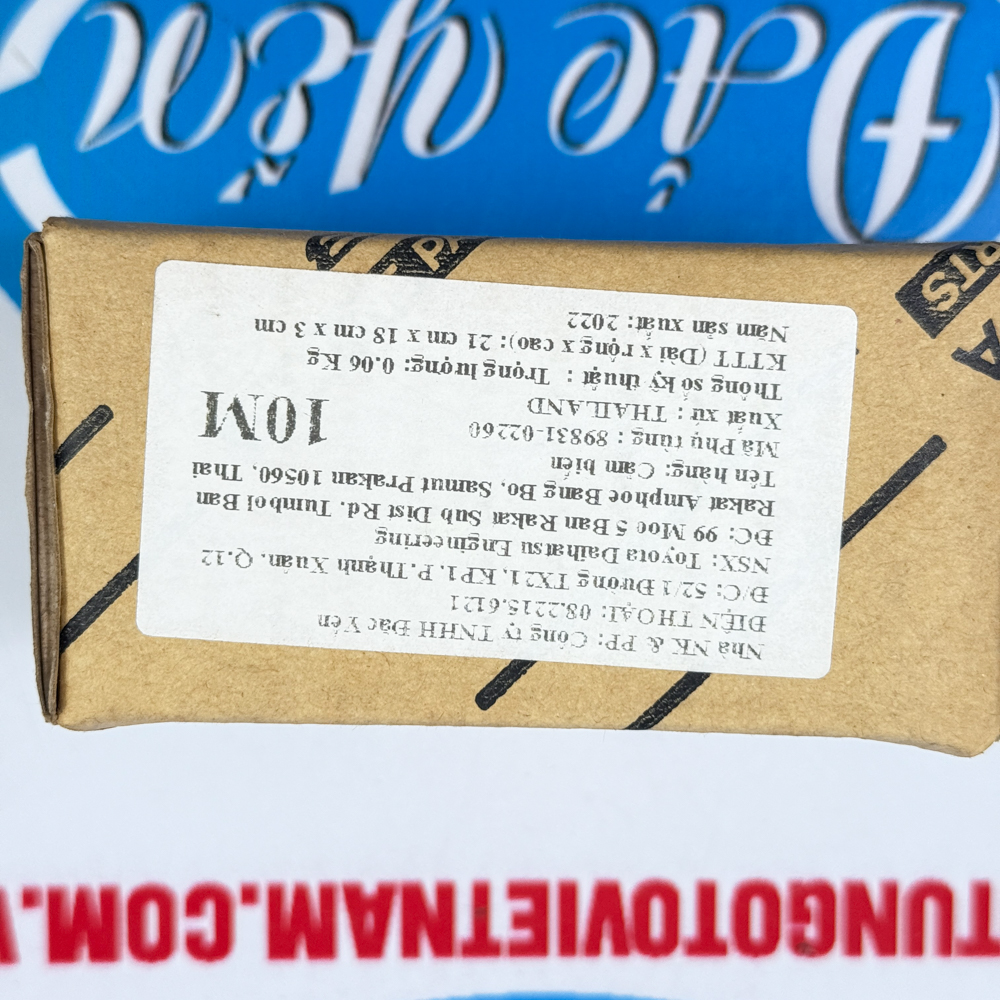 TUNGOTOVIETNAM.COM.V
Nhà NK & PP: Công ty TNHH Đắc Yến
ĐIỆN THOẠI: 08.2215.6121
Đ/C: 52/1 Đường TX21, KP1, P.Thạnh Xuân, Q.12
NSX: Toyota Daihatsu Engineering
ĐC: 99 Moo 5 Ban Rakat Sub Dist Rd. Tumbol Ban
Rakat Amphoe Bang Bo, Samut Prakan 10560, Thai
Tên hàng: Cảm biến
Mã Phụ tùng : 89831-02260
Xuất xứ : THAILAND
10M
Thông số kỹ thuật : Trọng lượng: 0.06 Kg
KTTT (Dài x rộng x cao): 21 cm x 18 cm x 3 cm
Năm sản xuất: 2022
Đắc yến